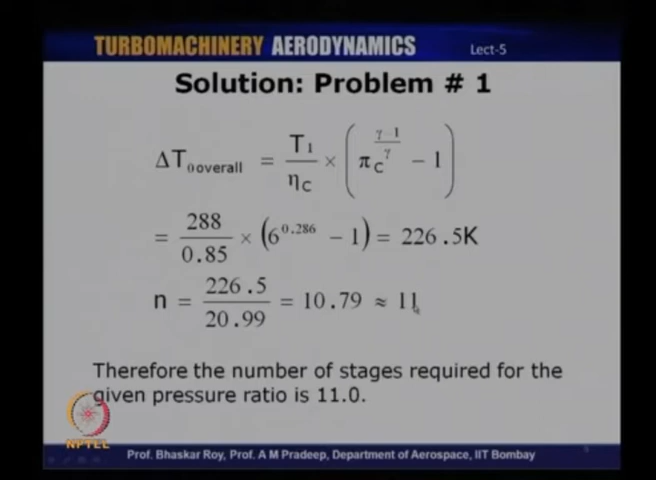 TURBOMACHINERY AERODYNAMICS Lect-5
Solution: Problem # 1
ΔT₀overall = T₁/η_C × (π_C^((γ−1)/γ) − 1)
= 288/0.85 × (6^0.286 − 1) = 226.5K
n = 226.5/20.99 = 10.79 ≈ 11
Therefore the number of stages required for the
given pressure ratio is 11.0.
NPTEL
Prof. Bhaskar Roy, Prof. A M Pradeep, Department of Aerospace, IIT Bombay